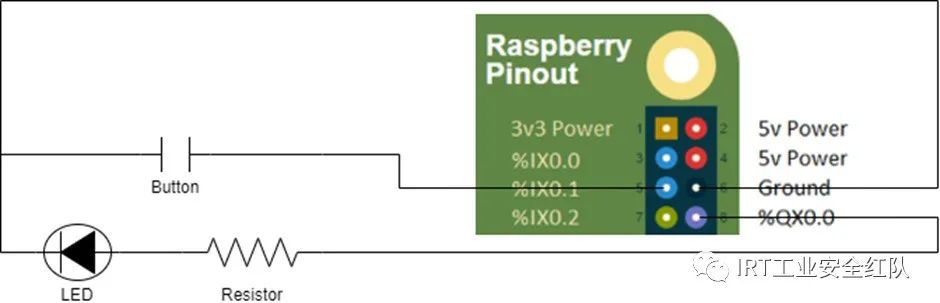 Raspberry
Pinout
3v3 Power 1 2 5v Power
%IX0.0 3 4 5v Power
%IX0.1 5 6 Ground
%IX0.2 7 8 %QX0.0
Button
LED
Resistor
IRT工业安全红队